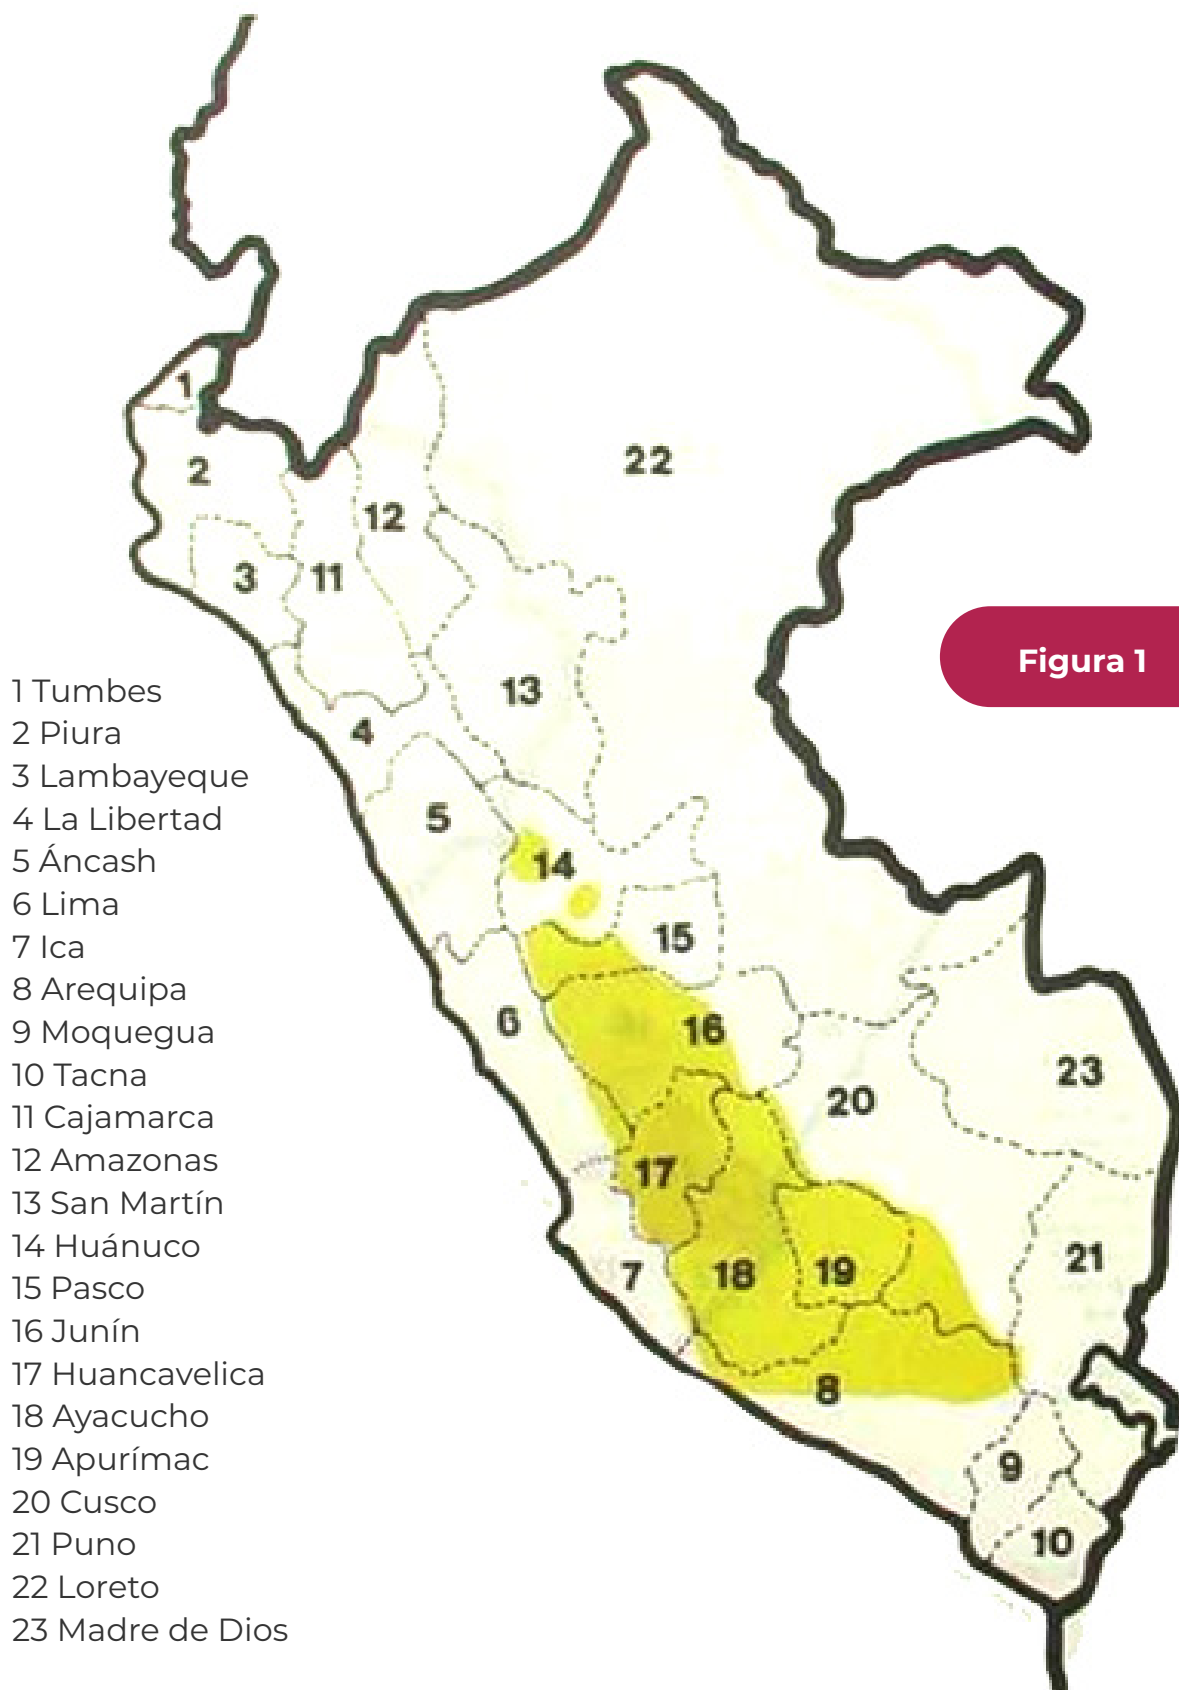 1
2
22
12
3
11
Figura 1
13
4
5
14
15
6
16
23
20
17
21
7
18
19
8
9
10
1 Tumbes
2 Piura
3 Lambayeque
4 La Libertad
5 Áncash
6 Lima
7 Ica
8 Arequipa
9 Moquegua
10 Tacna
11 Cajamarca
12 Amazonas
13 San Martín
14 Huánuco
15 Pasco
16 Junín
17 Huancavelica
18 Ayacucho
19 Apurímac
20 Cusco
21 Puno
22 Loreto
23 Madre de Dios